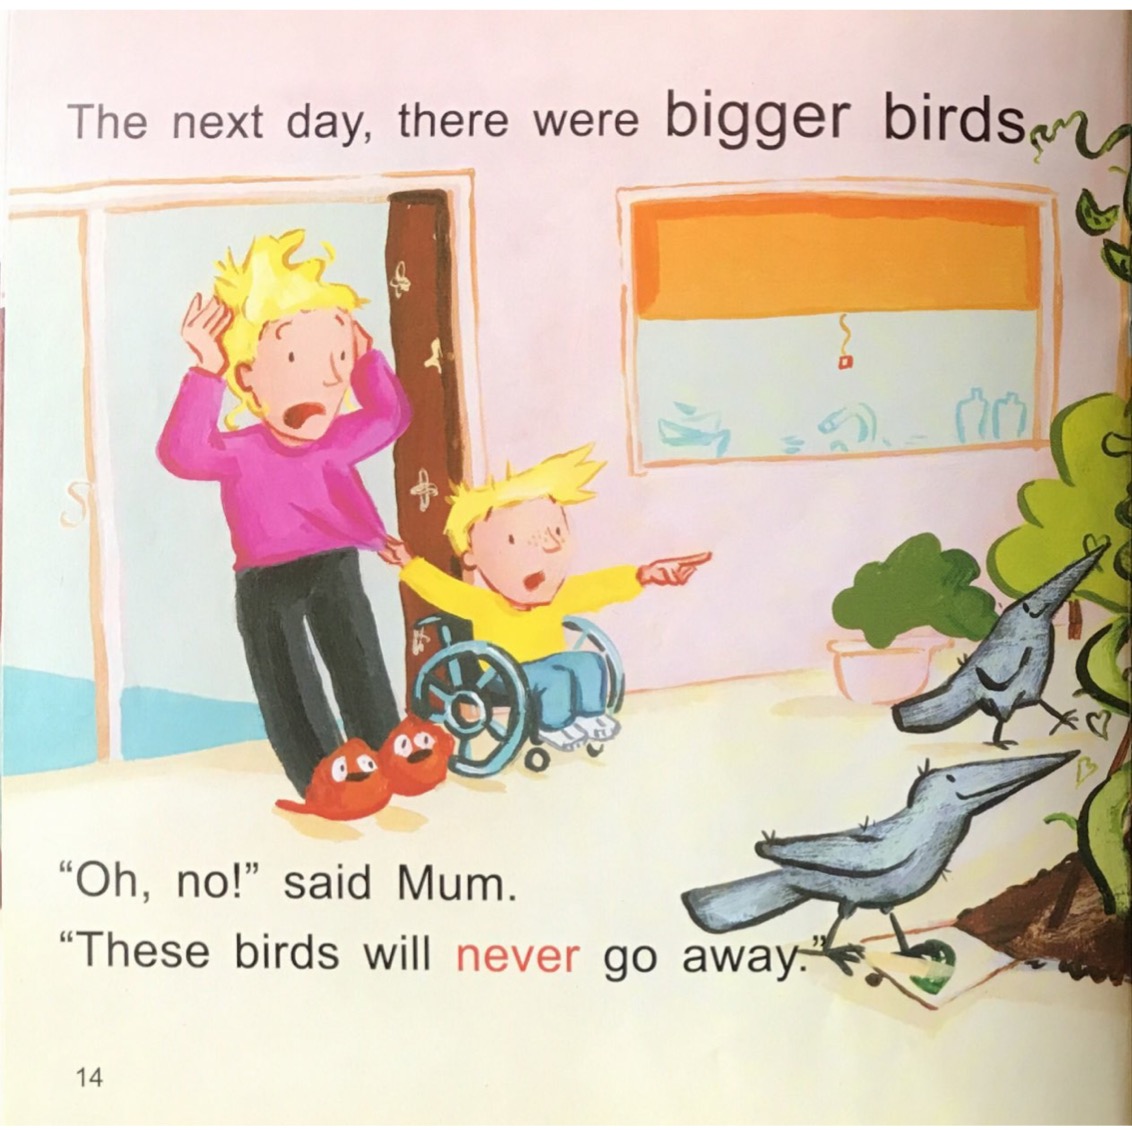 The next day, there were bigger birds.
“Oh, no!” said Mum.
“These birds will never go away.”
14